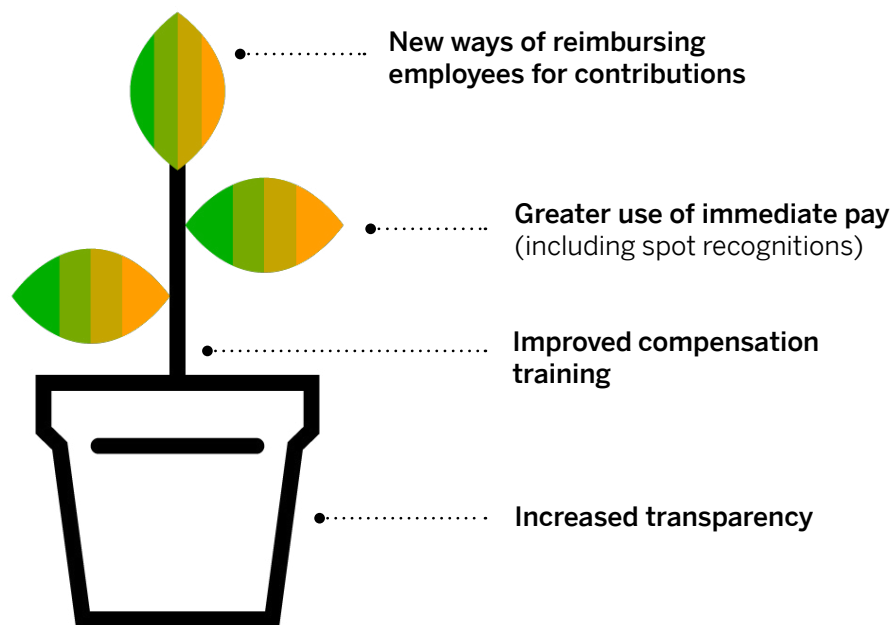 New ways of reimbursing
employees for contributions
Greater use of immediate pay
(including spot recognitions)
Improved compensation
training
Increased transparency